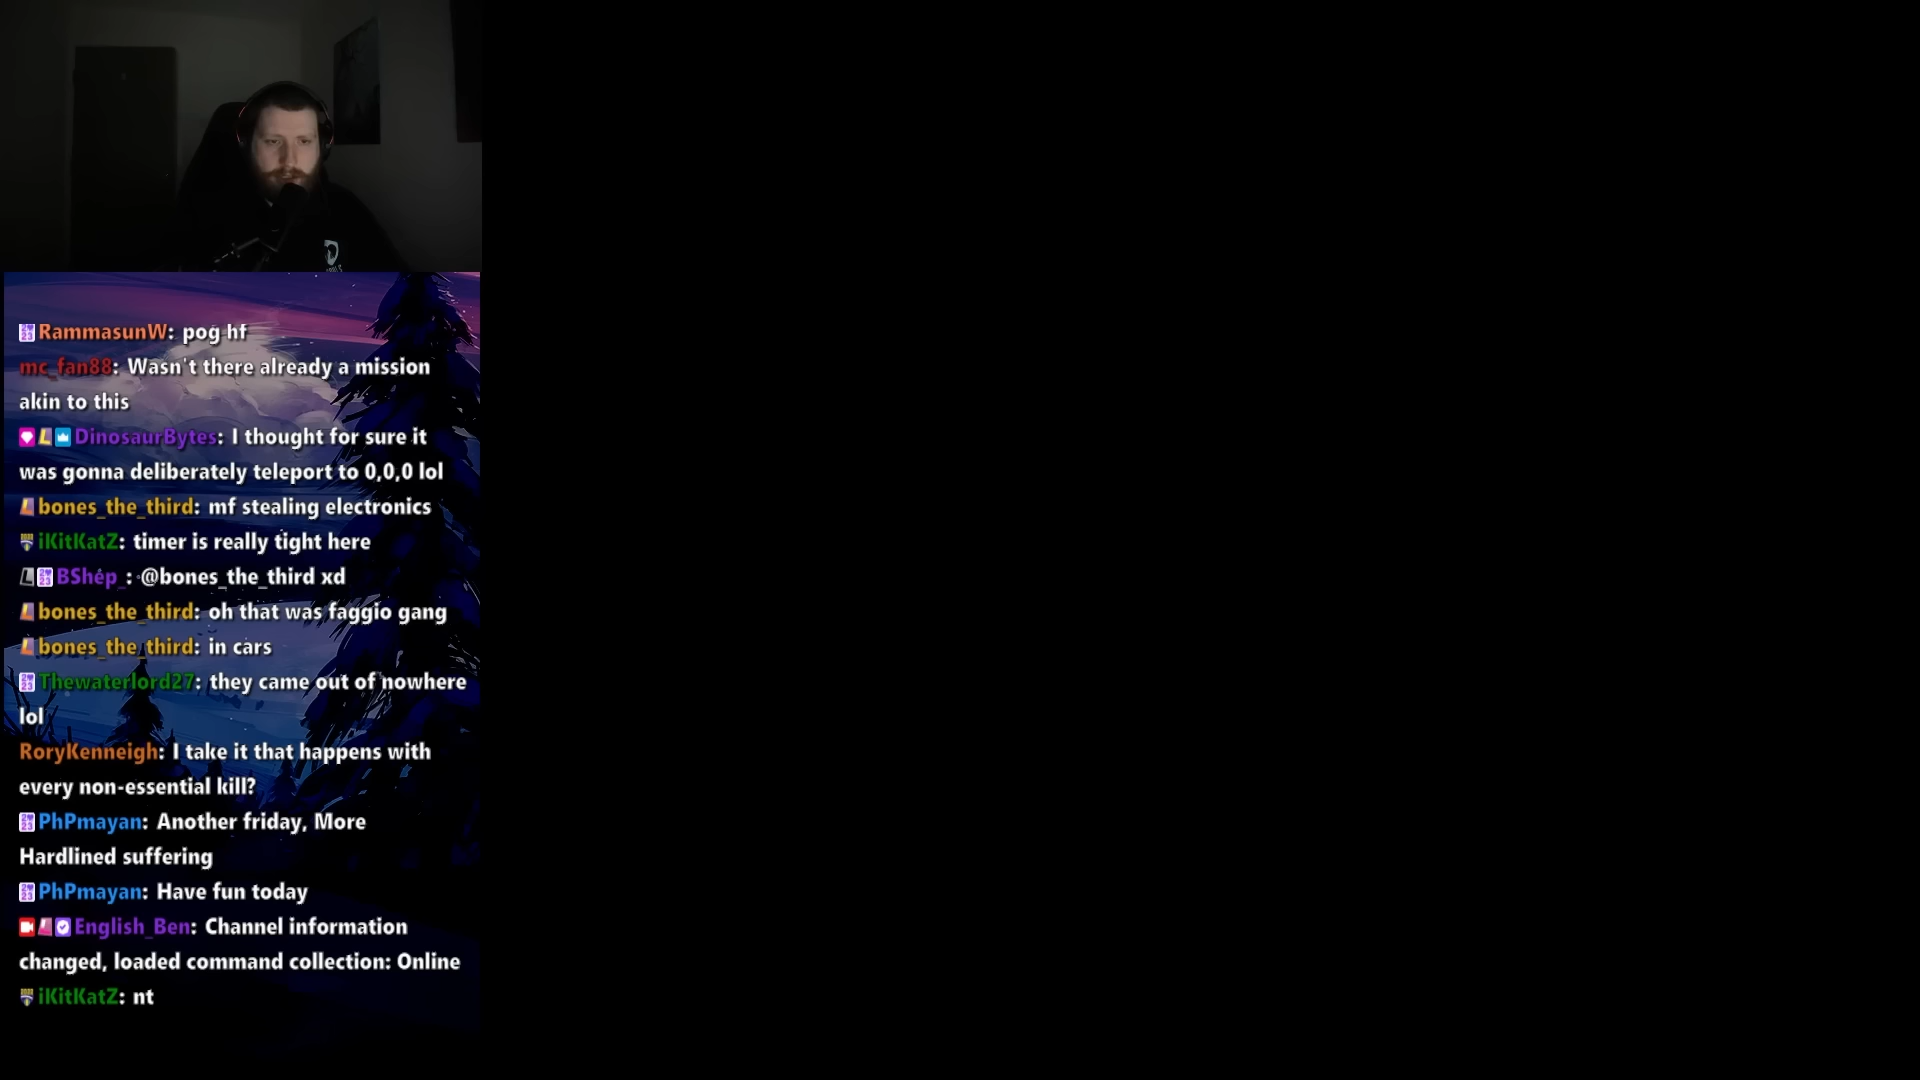 RammasunW: pog hf
mc_fan88: Wasn't there already a mission
akin to this
DinosaurBytes: I thought for sure it
was gonna deliberately teleport to 0,0,0 lol
bones_the_third: mf stealing electronics
iKitKatZ: timer is really tight here
BShep_: @bones_the_third xd
bones_the_third: oh that was faggio gang
bones_the_third: in cars
Thewaterlord27: they came out of nowhere
lol
RoryKenneigh: I take it that happens with
every non-essential kill?
PhPmayan: Another friday, More
Hardlined suffering
PhPmayan: Have fun today
English_Ben: Channel information
changed, loaded command collection: Online
iKitKatZ: nt